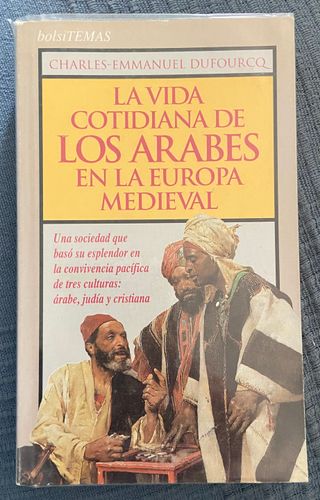 bolsiTEMAS
CHARLES-EMMANUEL DUFOURCQ
LA VIDA
COTIDIANA DE
LOS ARABES
EN LA EUROPA
MEDIEVAL
Una sociedad que
basó su esplendor en
la convivencia pacífica
de tres culturas:
árabe, judía y cristiana